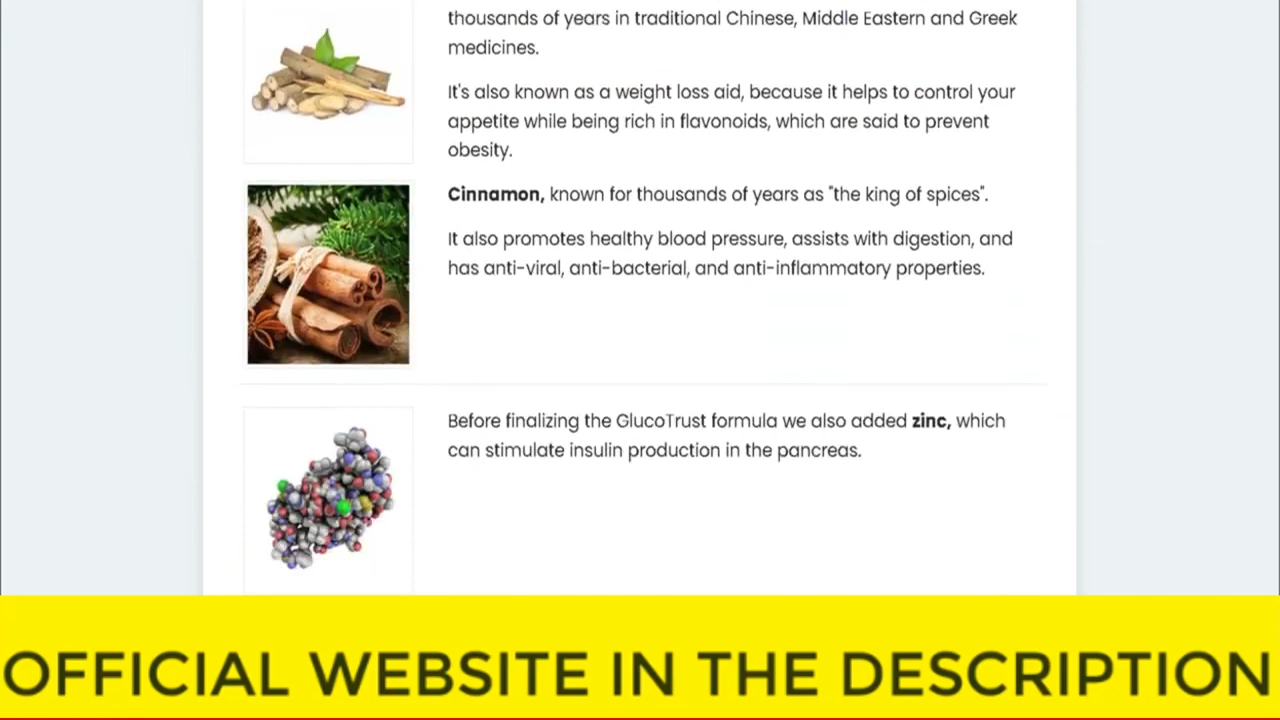 thousands of years in traditional Chinese, Middle Eastern and Greek
medicines.
It's also known as a weight loss aid, because it helps to control your
appetite while being rich in flavonoids, which are said to prevent
obesity.
Cinnamon, known for thousands of years as "the king of spices".
It also promotes healthy blood pressure, assists with digestion, and
has anti-viral, anti-bacterial, and anti-inflammatory properties.
Before finalizing the GlucoTrust formula we also added zinc, which
can stimulate insulin production in the pancreas.
OFFICIAL WEBSITE IN THE DESCRIPTION